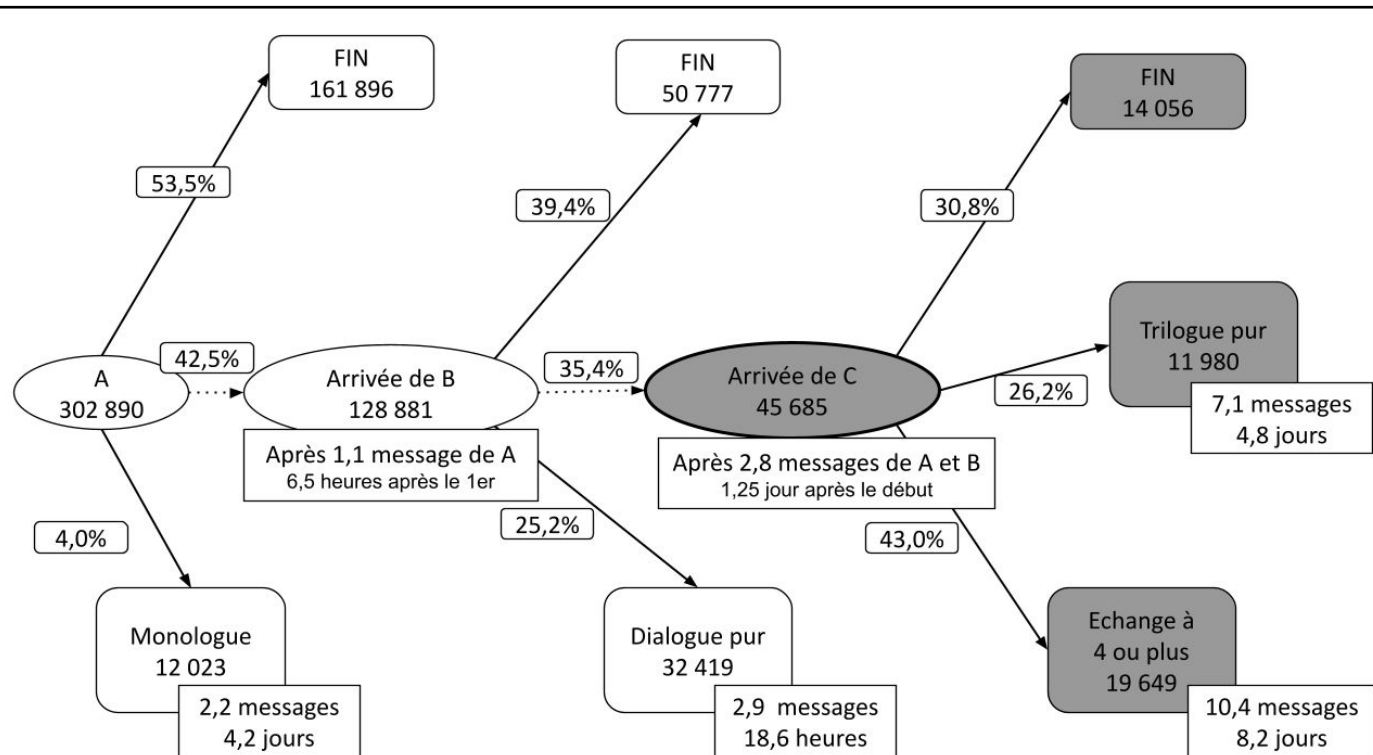 FIN
161 896
FIN
50 777
FIN
14 056
53,5%
39,4%
30,8%
A
302 890
42,5%
Arrivée de B
128 881
Après 1,1 message de A
6,5 heures après le 1er
35,4%
Arrivée de C
45 685
Après 2,8 messages de A et B
1,25 jour après le début
26,2%
Trilogue pur
11 980
7,1 messages
4,8 jours
4,0%
25,2%
43,0%
Monologue
12 023
2,2 messages
4,2 jours
Dialogue pur
32 419
2,9 messages
18,6 heures
Echange à
4 ou plus
19 649
10,4 messages
8,2 jours